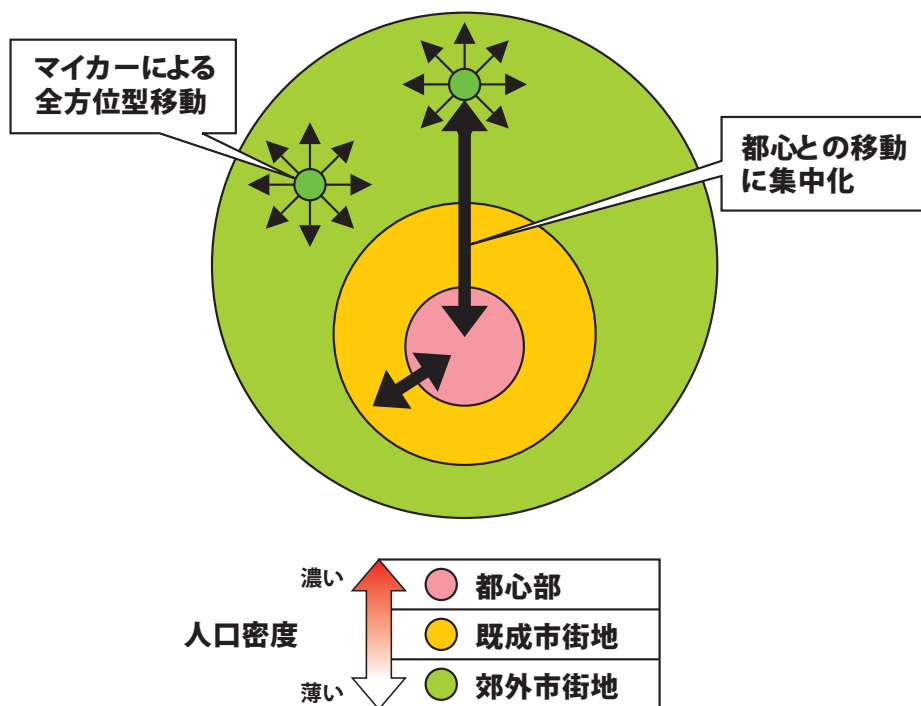 マイカーによる
全方位型移動
都心との移動
に集中化
濃い
人口密度
薄い
都心部
既成市街地
郊外市街地